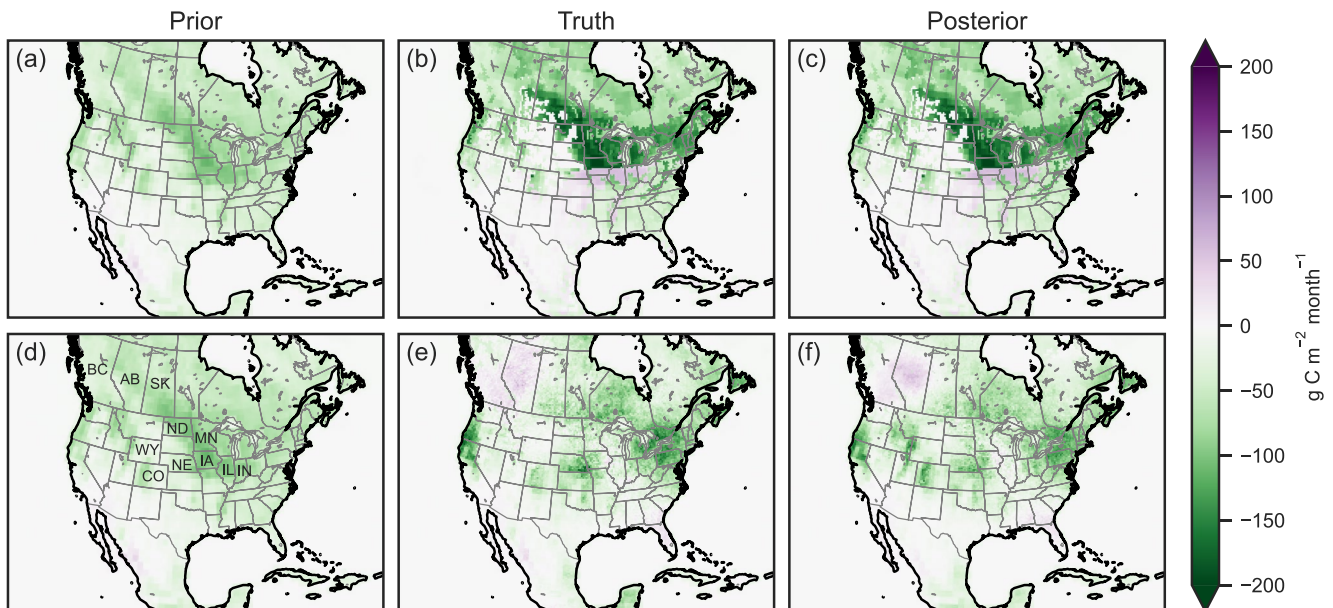 Prior Truth Posterior
(a) (b) (c)
(d) (e) (f)
BC AB SK
ND
MN
WY
NE IA IL IN
CO
200
150
100
50
0
−50
−100
−150
−200
g C m⁻² month⁻¹